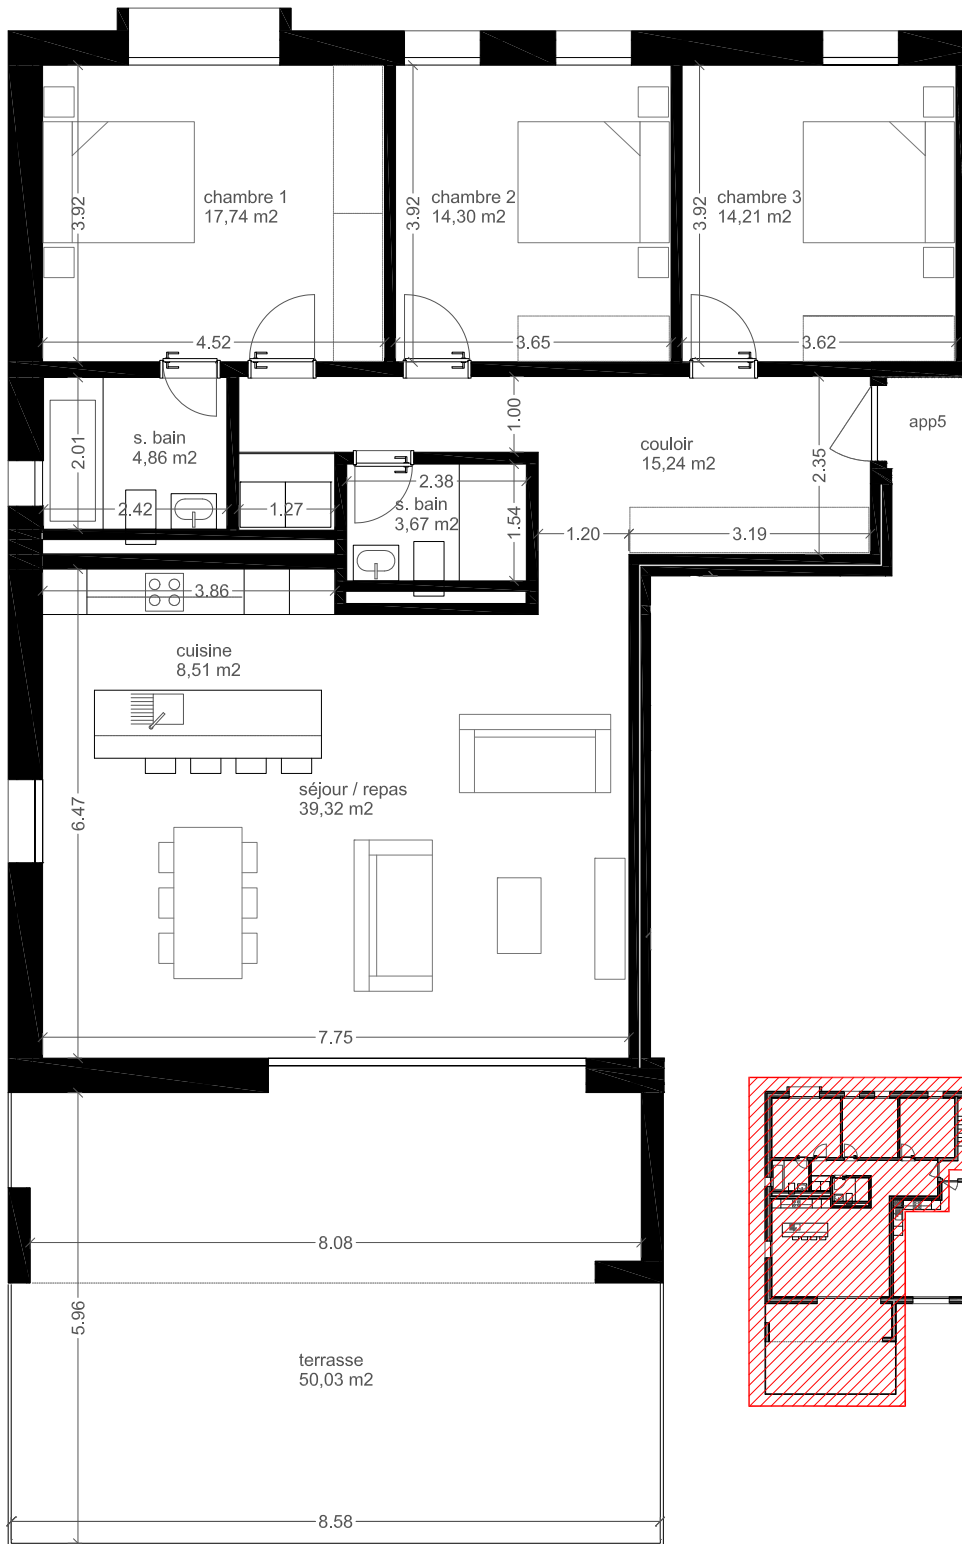 chambre 1
17,74 m2
chambre 2
14,30 m2
chambre 3
14,21 m2
3.92
3.92
3.92
4.52
3.65
3.62
s. bain
4,86 m2
2.01
2.42
1.27
2.38
s. bain
3,67 m2
1.54
1.00
couloir
15,24 m2
2.35
app5
1.20
3.19
3.86
cuisine
8,51 m2
séjour / repas
39,32 m2
6.47
7.75
8.08
5.96
terrasse
50,03 m2
8.58